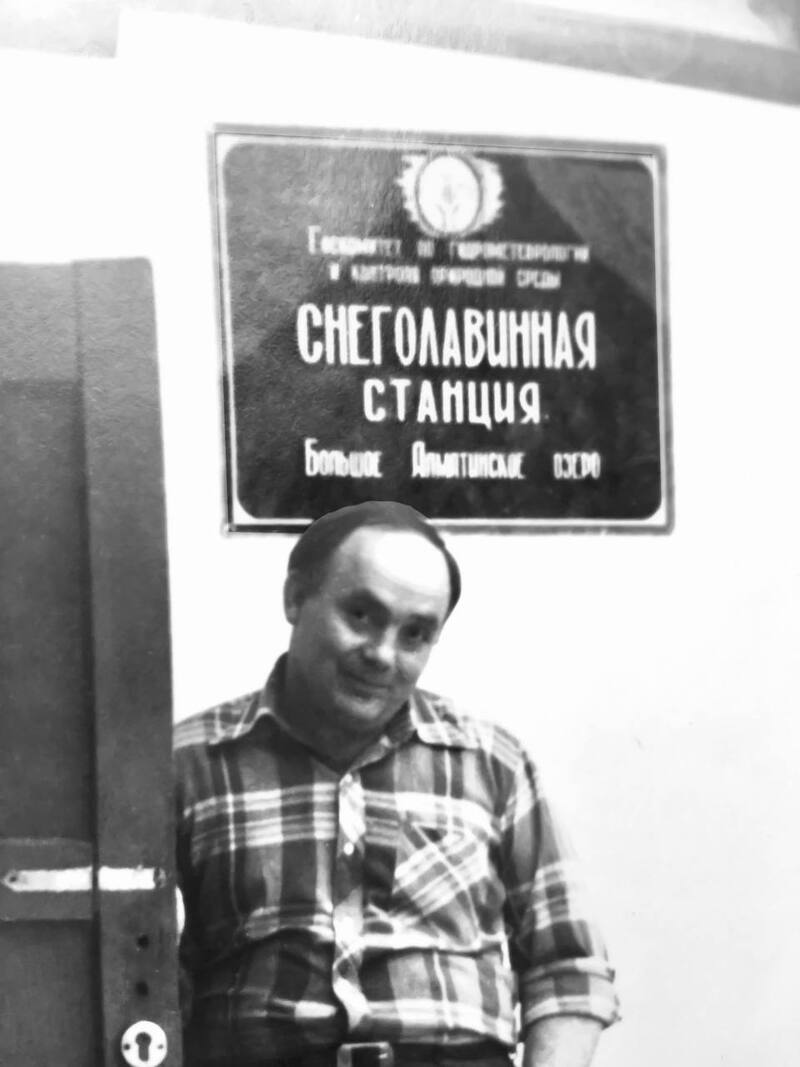 Госкомитет по гидрометеорологии
и контролю природной среды
СНЕГОЛАВИННАЯ
СТАНЦИЯ
Большое Алматинское озеро